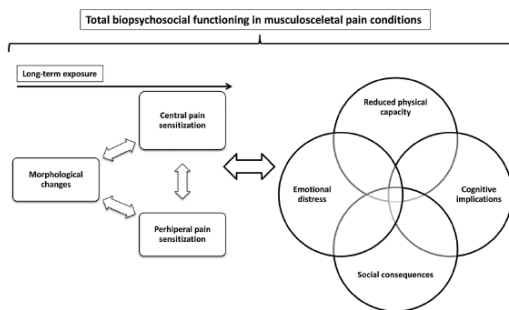 Total biopsychosocial functioning in musculosceletal pain conditions
Long-term exposure
Central pain
sensitization
Morphological
changes
Perhiperal pain
sensitization
Reduced physical
capacity
Emotional
distress
Cognitive
implications
Social consequences